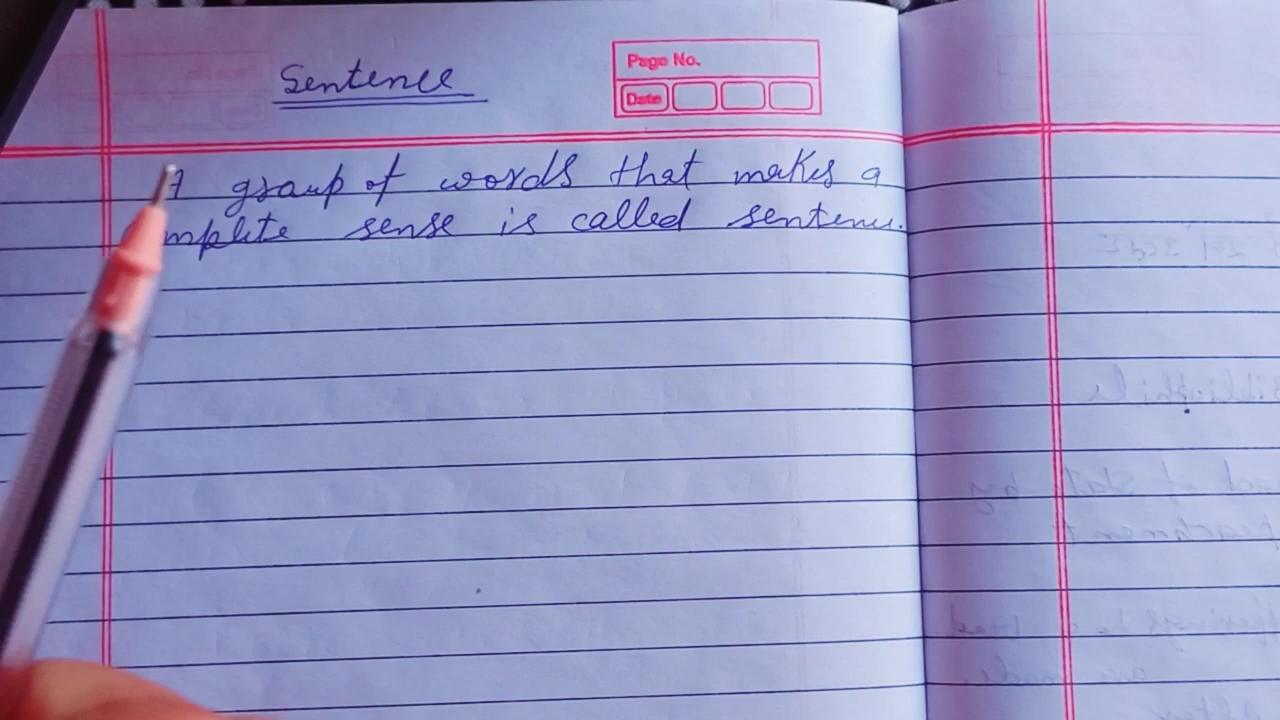 Sentence
Page No.
Date
A group of words that makes a
complete sense is called sentence.